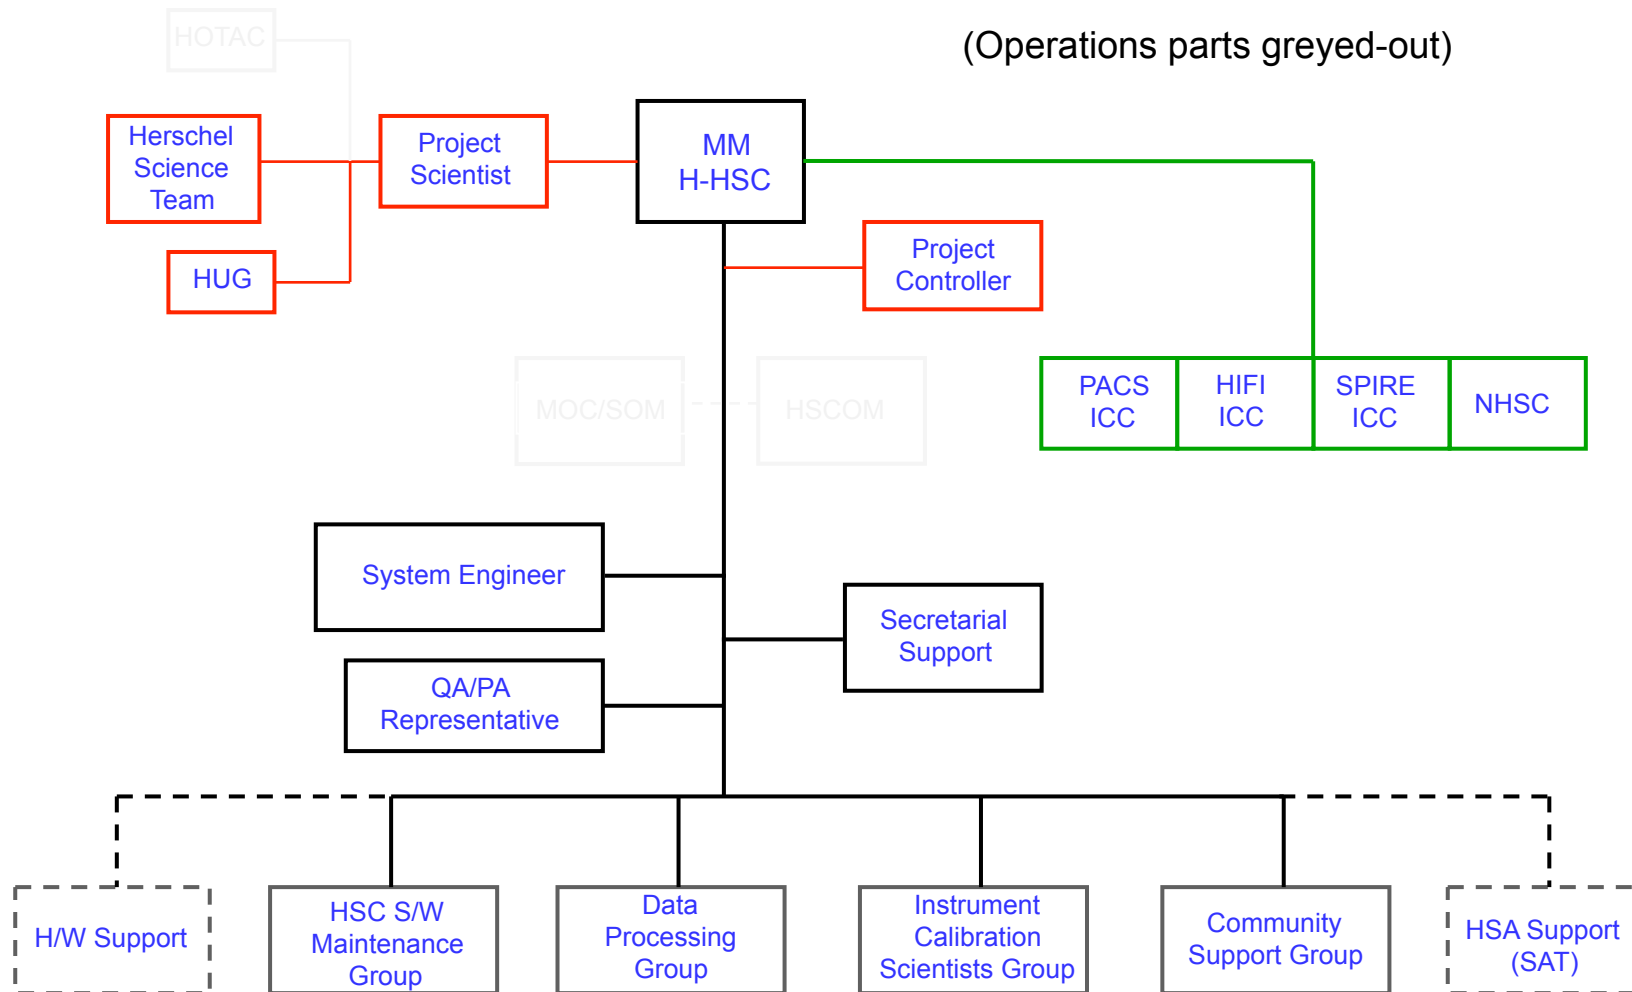 HOTAC
(Operations parts greyed-out)
Herschel
Science
Team
Project
Scientist
MM
H-HSC
HUG
Project
Controller
MOC/SOM
HSCOM
PACS
ICC
HIFI
ICC
SPIRE
ICC
NHSC
System Engineer
Secretarial
Support
QA/PA
Representative
H/W Support
HSC S/W
Maintenance
Group
Data
Processing
Group
Instrument
Calibration
Scientists Group
Community
Support Group
HSA Support
(SAT)